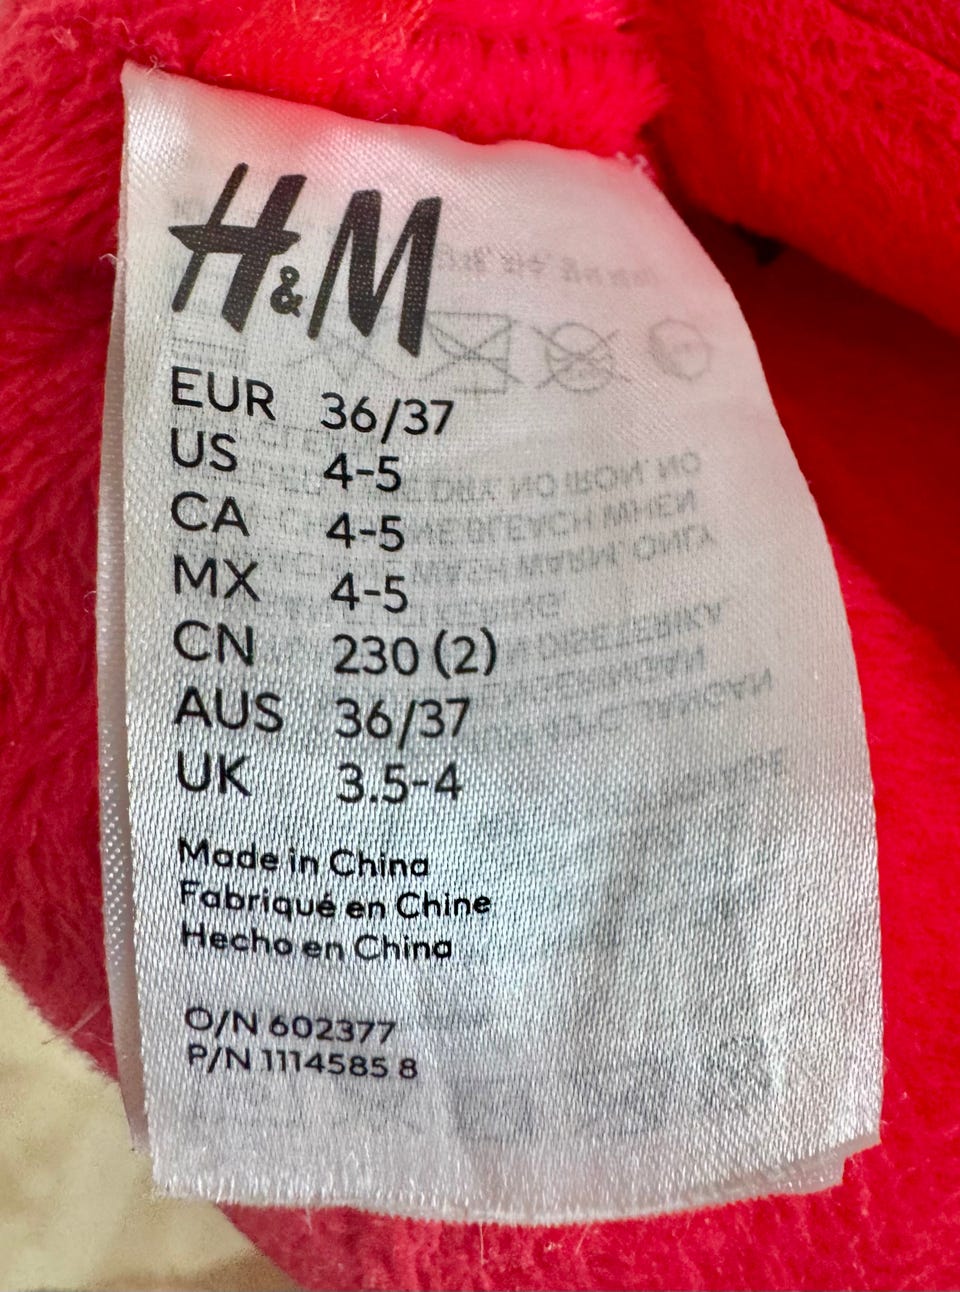 H&M
EUR 36/37
US 4-5
CA 4-5
MX 4-5
CN 230 (2)
AUS 36/37
UK 3.5-4
Made in China
Fabriqué en Chine
Hecho en China
O/N 602377
P/N 1114585 8